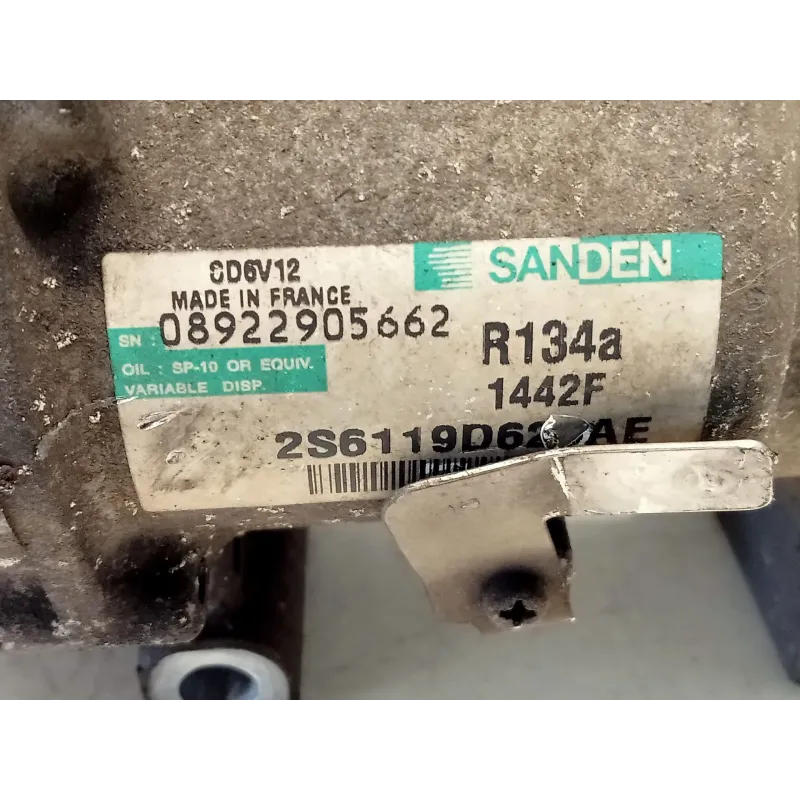 SANDEN
SD6V12
MADE IN FRANCE
SN : 08922905662
R134a
OIL : SP-10 OR EQUIV.
VARIABLE DISP.
1442F